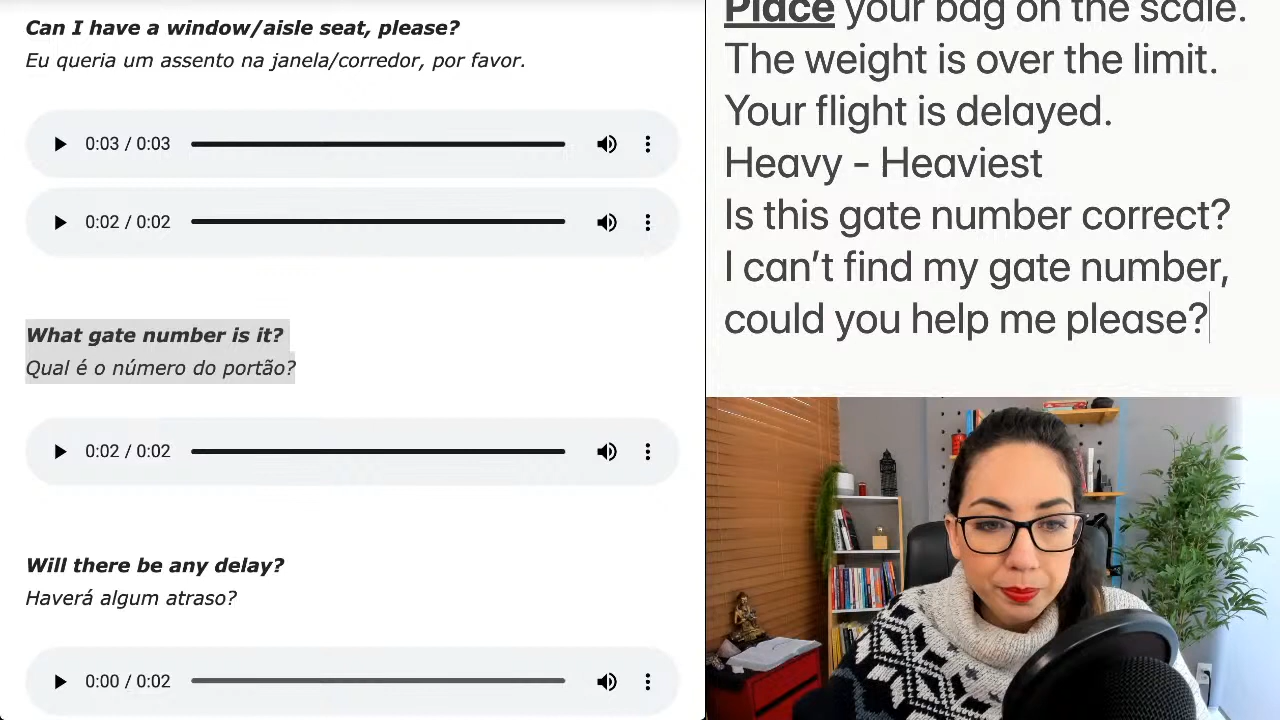 Can I have a window/aisle seat, please?
Eu queria um assento na janela/corredor, por favor.
0:03 / 0:03
0:02 / 0:02
What gate number is it?
Qual é o número do portão?
0:02 / 0:02
Will there be any delay?
Haverá algum atraso?
0:00 / 0:02
Place your bag on the scale.
The weight is over the limit.
Your flight is delayed.
Heavy - Heaviest
Is this gate number correct?
I can’t find my gate number,
could you help me please?